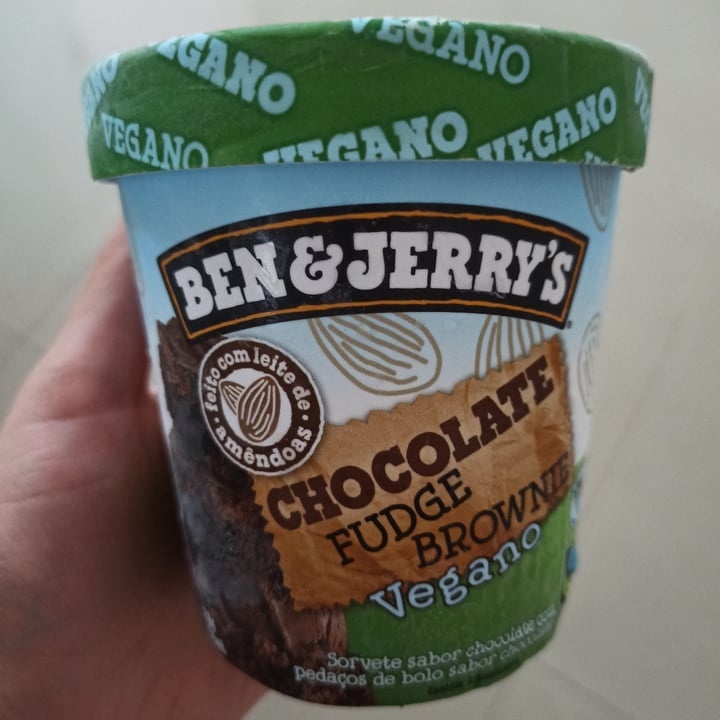 VEGANO VEGANO
VEGANO VEGANO VEGANO
BEN & JERRY'S
feito com leite de amêndoas
CHOCOLATE
FUDGE
BROWNIE
Vegano
Sorvete sabor chocolate com
pedaços de bolo sabor chocolate